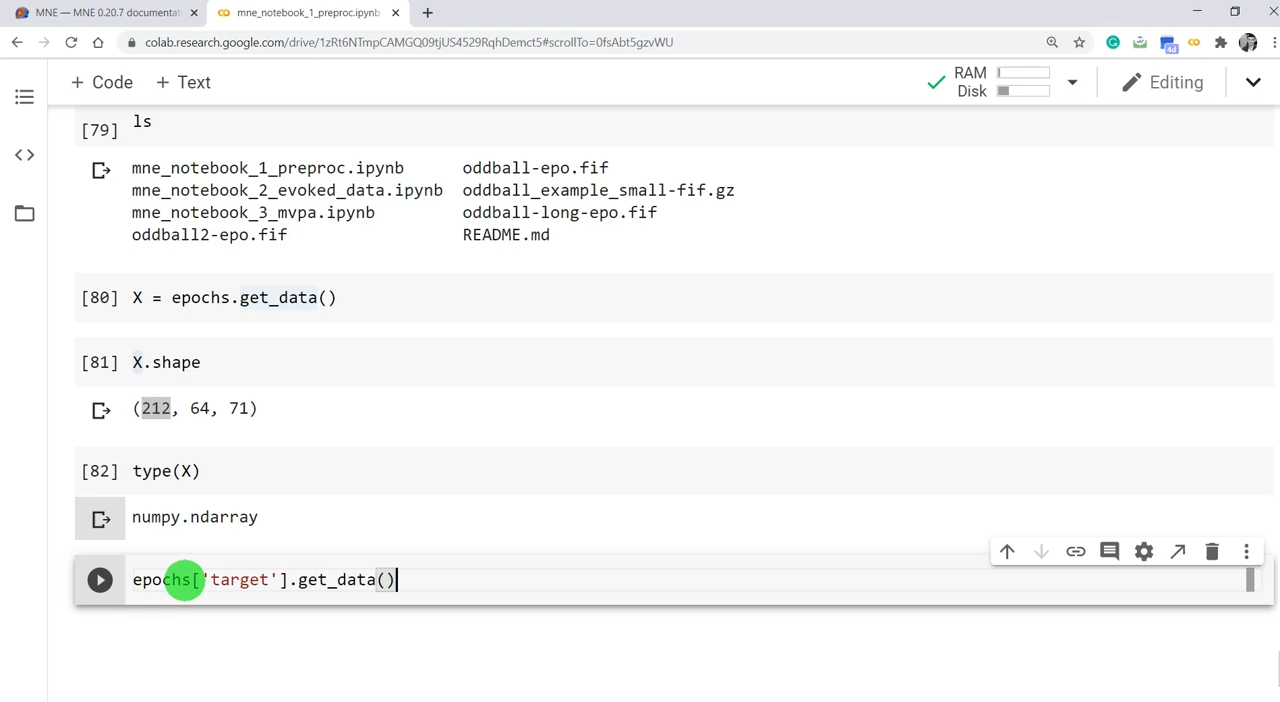 MNE — MNE 0.20.7 documentati
mne_notebook_1_preproc.ipynb
colab.research.google.com/drive/1zRt6NTmpCAMGQ09tjUS4529RqhDemct5#scrollTo=0fsAbt5gzvWU
4d
+ Code + Text
RAM
Disk
Editing
[79] ls
mne_notebook_1_preproc.ipynb oddball-epo.fif
mne_notebook_2_evoked_data.ipynb oddball_example_small-fif.gz
mne_notebook_3_mvpa.ipynb oddball-long-epo.fif
oddball2-epo.fif README.md
[80] X = epochs.get_data()
[81] X.shape
(212, 64, 71)
[82] type(X)
numpy.ndarray
epochs['target'].get_data()